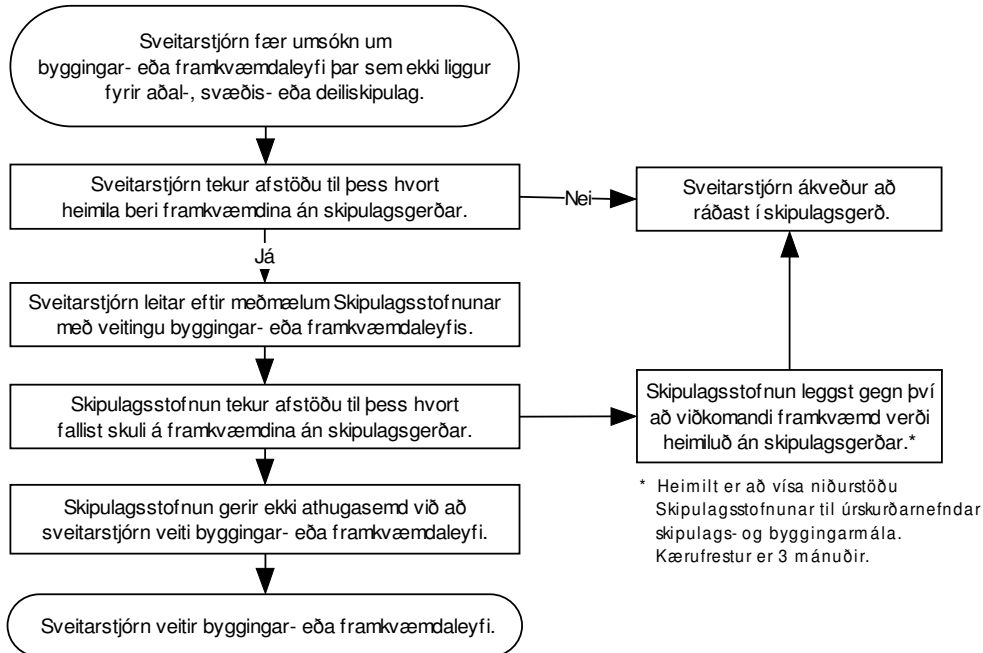 Sveitarstjórn fær umsókn um
byggingar- eða framkvæmdaleyfi þar sem ekki liggur
fyrir aðal-, svæðis- eða deiliskipulag.
Sveitarstjórn tekur afstöðu til þess hvort
heimila beri framkvæmdina án skipulagsgerðar.
Nei
Sveitarstjórn ákveður að
ráðast í skipulagsgerð.
Já
Sveitarstjórn leitar eftir meðmælum Skipulagsstofnunar
með veitingu byggingar- eða framkvæmdaleyfis.
Skipulagsstofnun tekur afstöðu til þess hvort
fallist skuli á framkvæmdina án skipulagsgerðar.
Skipulagsstofnun leggst gegn því
að viðkomandi framkvæmd verði
heimiluð án skipulagsgerðar.*
* Heimilt er að vísa niðurstöðu
Skipulagsstofnunar til úrskurðarnefndar
skipulags- og byggingarmála.
Kærufrestur er 3 mánuðir.
Skipulagsstofnun gerir ekki athugasemd við að
sveitarstjórn veiti byggingar- eða framkvæmdaleyfi.
Sveitarstjórn veitir byggingar- eða framkvæmdaleyfi.